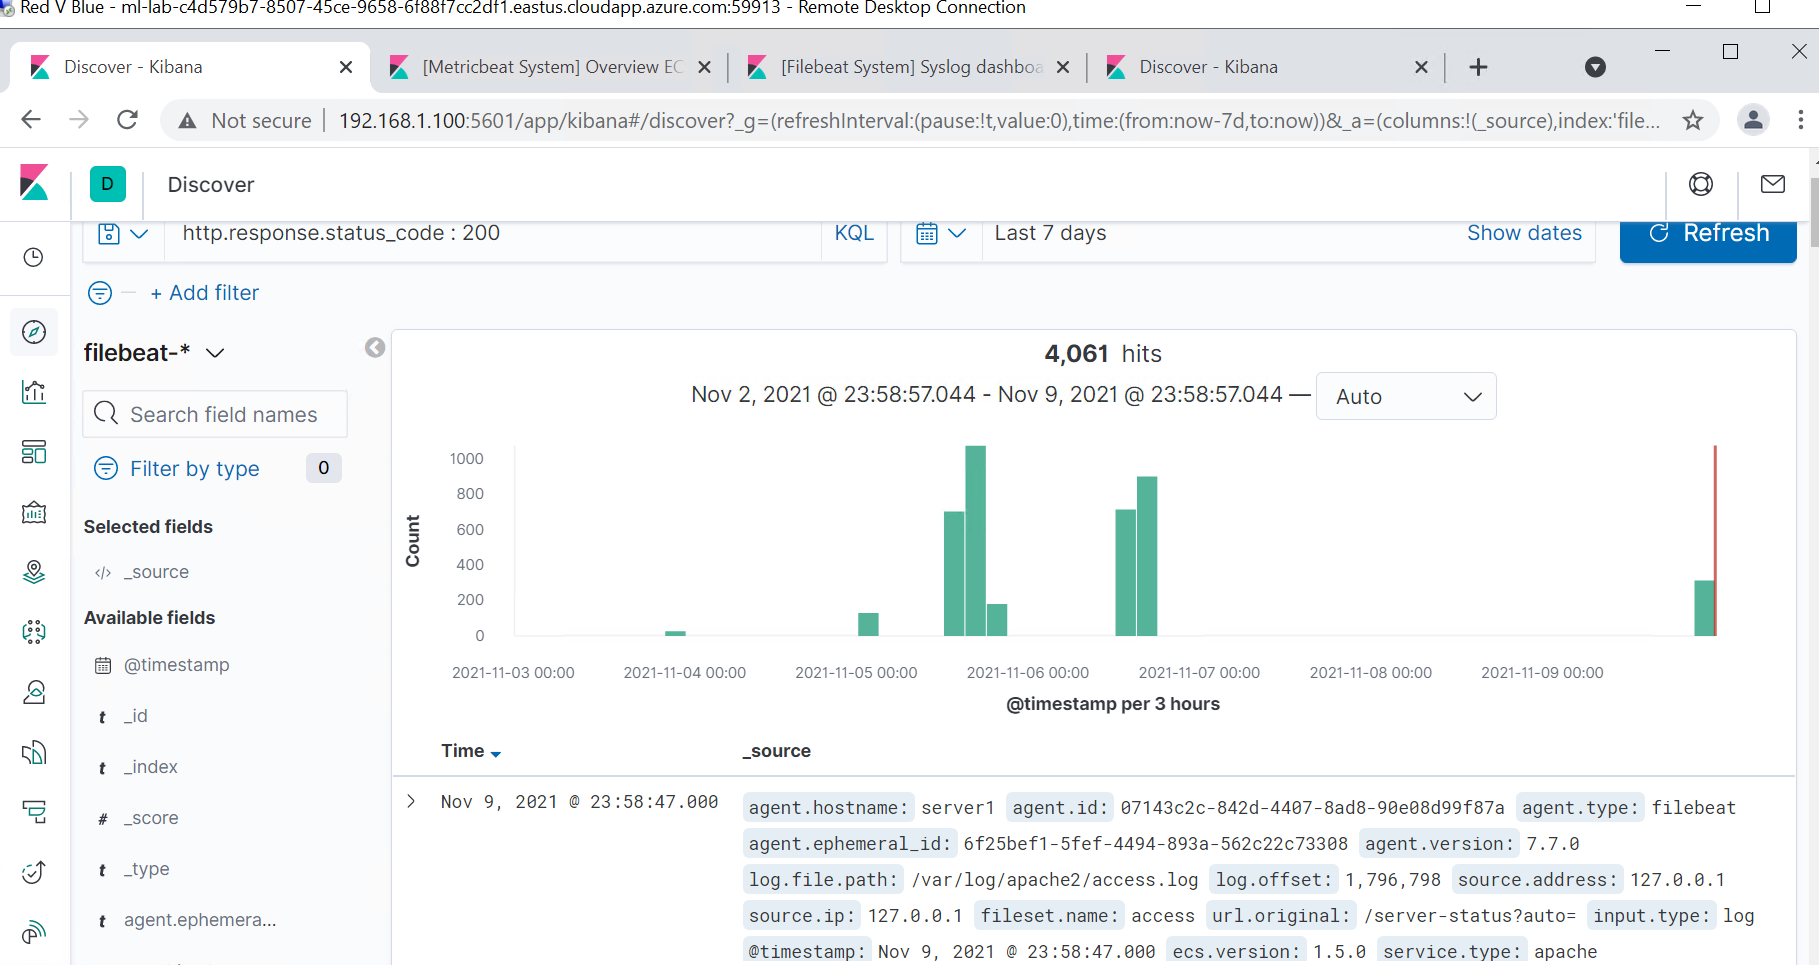 Red V Blue - ml-lab-c4d579b7-8507-45ce-9658-6f88f7cc2df1.eastus.cloudapp.azure.com:59913 - Remote Desktop Connection
Discover - Kibana
[Metricbeat System] Overview EC
[Filebeat System] Syslog dashboa
Discover - Kibana
Not secure 192.168.1.100:5601/app/kibana#/discover?_g=(refreshInterval:(pause:!t,value:0),time:(from:now-7d,to:now))&_a=(columns:!(_source),index:'file...
D Discover
http.response.status_code : 200 KQL Last 7 days Show dates Refresh
+ Add filter
filebeat-*
Search field names
Filter by type 0
Selected fields
</> _source
Available fields
@timestamp
t _id
t _index
# _score
t _type
t agent.ephemera...
4,061 hits
Nov 2, 2021 @ 23:58:57.044 - Nov 9, 2021 @ 23:58:57.044 — Auto
Count
1000
800
600
400
200
0
2021-11-03 00:00 2021-11-04 00:00 2021-11-05 00:00 2021-11-06 00:00 2021-11-07 00:00 2021-11-08 00:00 2021-11-09 00:00
@timestamp per 3 hours
Time _source
Nov 9, 2021 @ 23:58:47.000 agent.hostname: server1 agent.id: 07143c2c-842d-4407-8ad8-90e08d99f87a agent.type: filebeat
agent.ephemeral_id: 6f25bef1-5fef-4494-893a-562c22c73308 agent.version: 7.7.0
log.file.path: /var/log/apache2/access.log log.offset: 1,796,798 source.address: 127.0.0.1
source.ip: 127.0.0.1 fileset.name: access url.original: /server-status?auto= input.type: log
@timestamp: Nov 9, 2021 @ 23:58:47.000 ecs.version: 1.5.0 service.type: apache